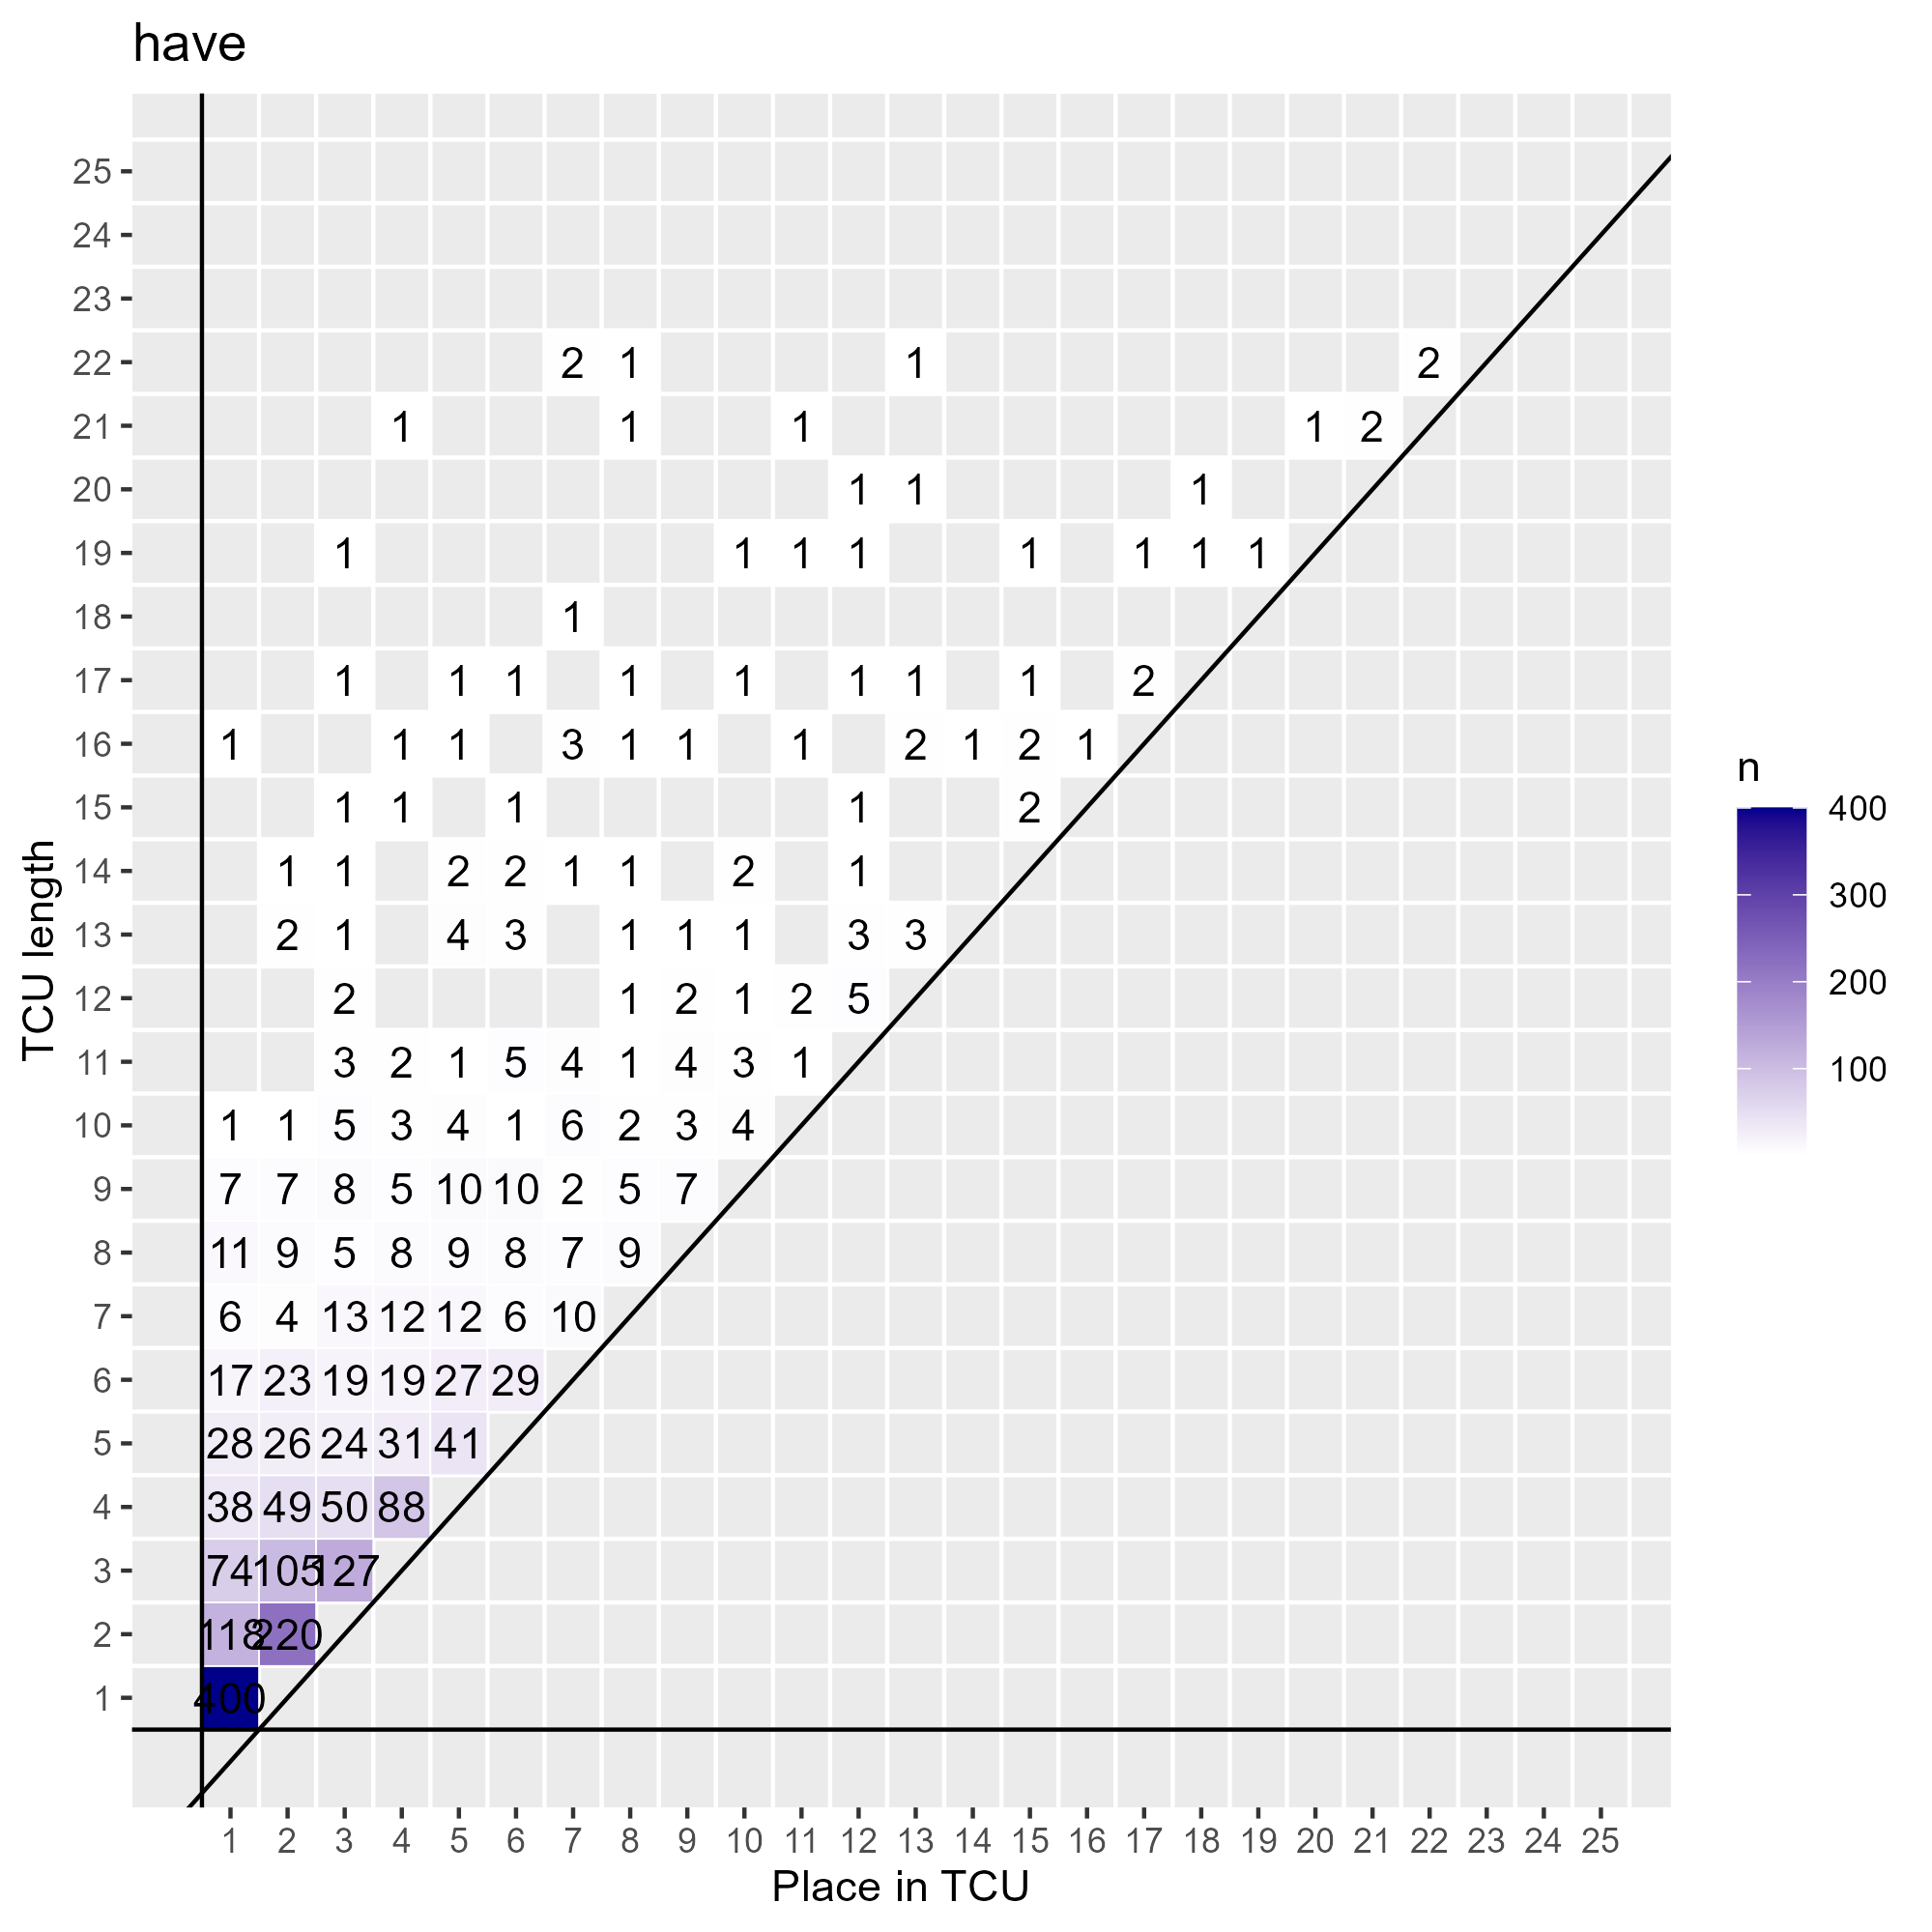 have
25
24
23
22 2 1 1 2
21 1 1 1 1 2
20 1 1 1
19 1 1 1 1 1 1 1 1
18 1
17 1 1 1 1 1 1 1 1 2
16 1 1 1 3 1 1 1 2 1 2 1
15 1 1 1 1 2
14 1 1 2 2 1 1 2 1
13 2 1 4 3 1 1 1 3 3
12 2 1 2 1 2 5
11 3 2 1 5 4 1 4 3 1
10 1 1 5 3 4 1 6 2 3 4
9 7 7 8 5 10 10 2 5 7
8 11 9 5 8 9 8 7 9
7 6 4 13 12 12 6 10
6 17 23 19 19 27 29
5 28 26 24 31 41
4 38 49 50 88
3 74 105 127
2 118 220
1 400
1 2 3 4 5 6 7 8 9 10 11 12 13 14 15 16 17 18 19 20 21 22 23 24 25
Place in TCU
TCU length
n
400
300
200
100